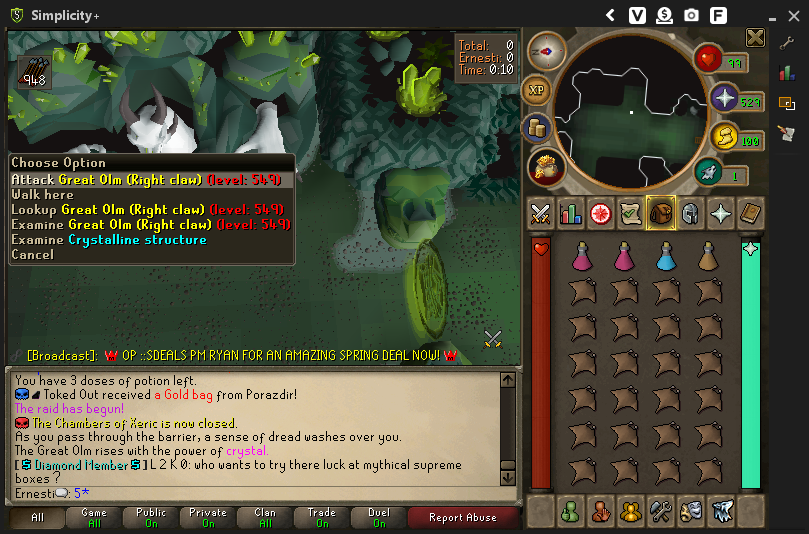 Simplicity+
V
F
948
Total: 0
Ernesti: 0
Time: 0:10
Choose Option
Attack Great Olm (Right claw) (level: 549)
Walk here
Lookup Great Olm (Right claw) (level: 549)
Examine Great Olm (Right claw) (level: 549)
Examine Crystalline structure
Cancel
99
XP
529
100
1
[Broadcast]: OP ::SDEALS PM RYAN FOR AN AMAZING SPRING DEAL NOW!
You have 3 doses of potion left.
Toked Out received a Gold bag from Porazdir!
The raid has begun!
The Chambers of Xeric is now closed.
As you pass through the barrier, a sense of dread washes over you.
The Great Olm rises with the power of crystal.
[$ Diamond Member $] L 2 K 0: who wants to try there luck at mythical supreme
boxes ?
Ernesti: 5*
All
Game
All
Public
On
Private
On
Clan
All
Trade
On
Duel
On
Report Abuse